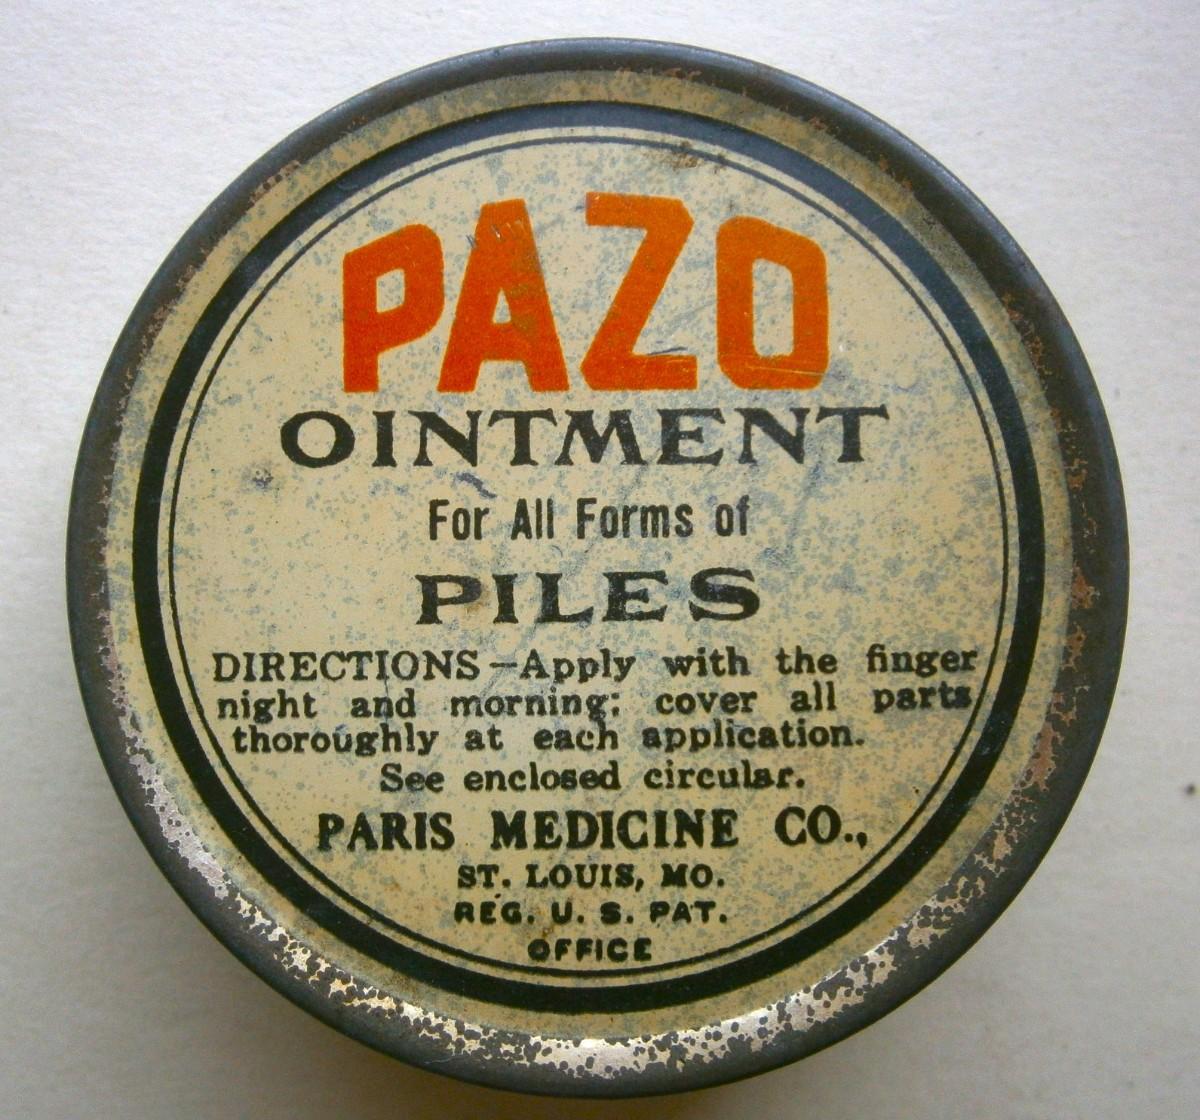 PAZO
OINTMENT
For All Forms of
PILES
DIRECTIONS—Apply with the finger
night and morning; cover all parts
thoroughly at each application.
See enclosed circular.
PARIS MEDICINE CO.,
ST. LOUIS, MO.
REG. U. S. PAT.
OFFICE